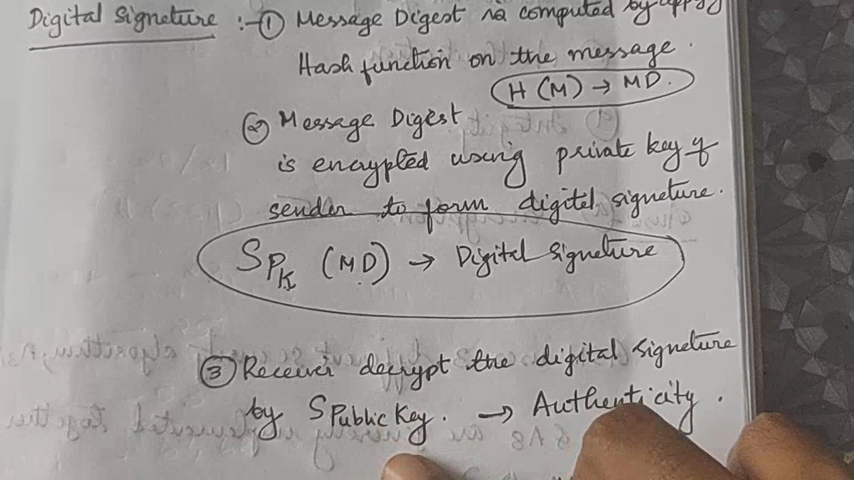 Digital Signature :- ① Message Digest is computed by apply
Hash function on the message.
H (M) → MD.
② Message Digest
is encrypted using private key of
sender to form digital signature.
SPK (MD) → Digital Signature
③ Receiver decrypt the digital signature
by SPublic Key. → Authenticity.